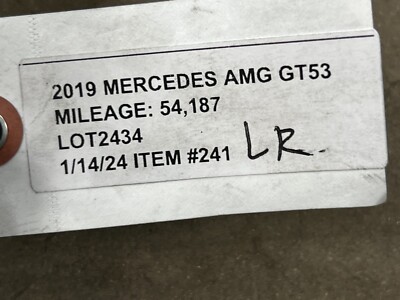 2019 MERCEDES AMG GT53
MILEAGE: 54,187
LOT2434
1/14/24 ITEM #241 LR.